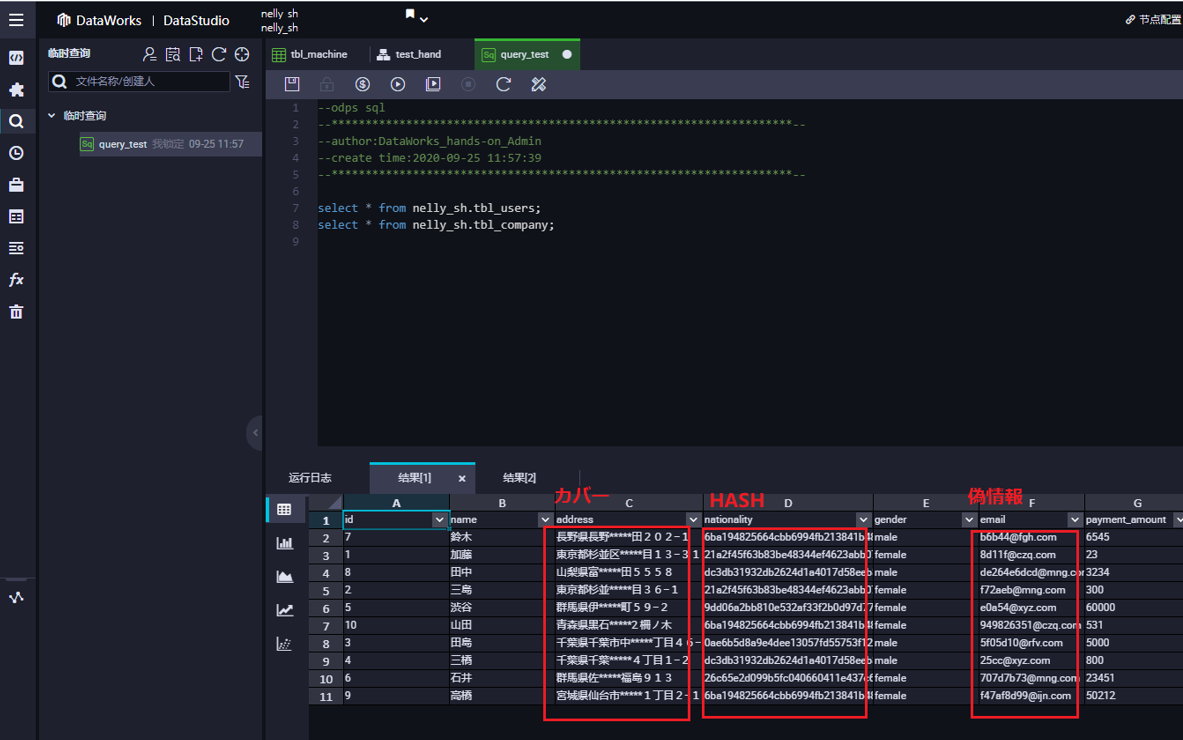 DataWorks | DataStudio
nelly sh
nelly_sh
节点配置
临时查询
文件名称/创建人
临时查询
Sq query_test 我锁定 09-25 11:57
tbl_machine
test_hand
Sq query_test
1 --odps sql
2 --********************************************************************--
3 --author:DataWorks_hands-on_Admin
4 --create time:2020-09-25 11:57:39
5 --********************************************************************--
6
7 select * from nelly_sh.tbl_users;
8 select * from nelly_sh.tbl_company;
9
运行日志
结果[1] ×
结果[2]
カバー
HASH
偽情報
A B C D E F G
1 id name address nationality gender email payment_amount
2 7 鈴木 長野県長野*****田２０２-１ 6ba194825664cbb6994fb213841b48 male b6b44@fgh.com 6545
3 1 加藤 東京都杉並区*****目１３-３１ 21a2f45f63b83be48344ef4623abb0 female 8d11f@czq.com 23
4 8 田中 山梨県富*****田５５５８ dc3db31932db2624d1a4017d58eeb male de264e6dcd@mng.com 3234
5 2 三島 東京都杉並*****目３６-１ 21a2f45f63b83be48344ef4623abb0 female f72aeb@mng.com 300
6 5 渋谷 群馬県伊*****町５９-２ 9dd06a2bb810e532af33f2b0d97d77 female e0a54@xyz.com 60000
7 10 山田 青森県黒石*****２柵ノ木 6ba194825664cbb6994fb213841b48 female 949826351@czq.com 531
8 3 田島 千葉県千葉市中*****丁目４６- 0ae6b5d8a9e4dee13057fd55753f12 male 5f05d10@rfv.com 5000
9 4 三橋 千葉県千葉*****４丁目１-２ dc3db31932db2624d1a4017d58eeb female 25cc@xyz.com 800
10 6 石井 群馬県佐*****福島９１３ 26c65e2d099b5fc040660411e437c female 707d7b73@mng.com 23451
11 9 高橋 宮城県仙台市*****１丁目２-１ 6ba194825664cbb6994fb213841b48 female f47af8d99@ijn.com 50212